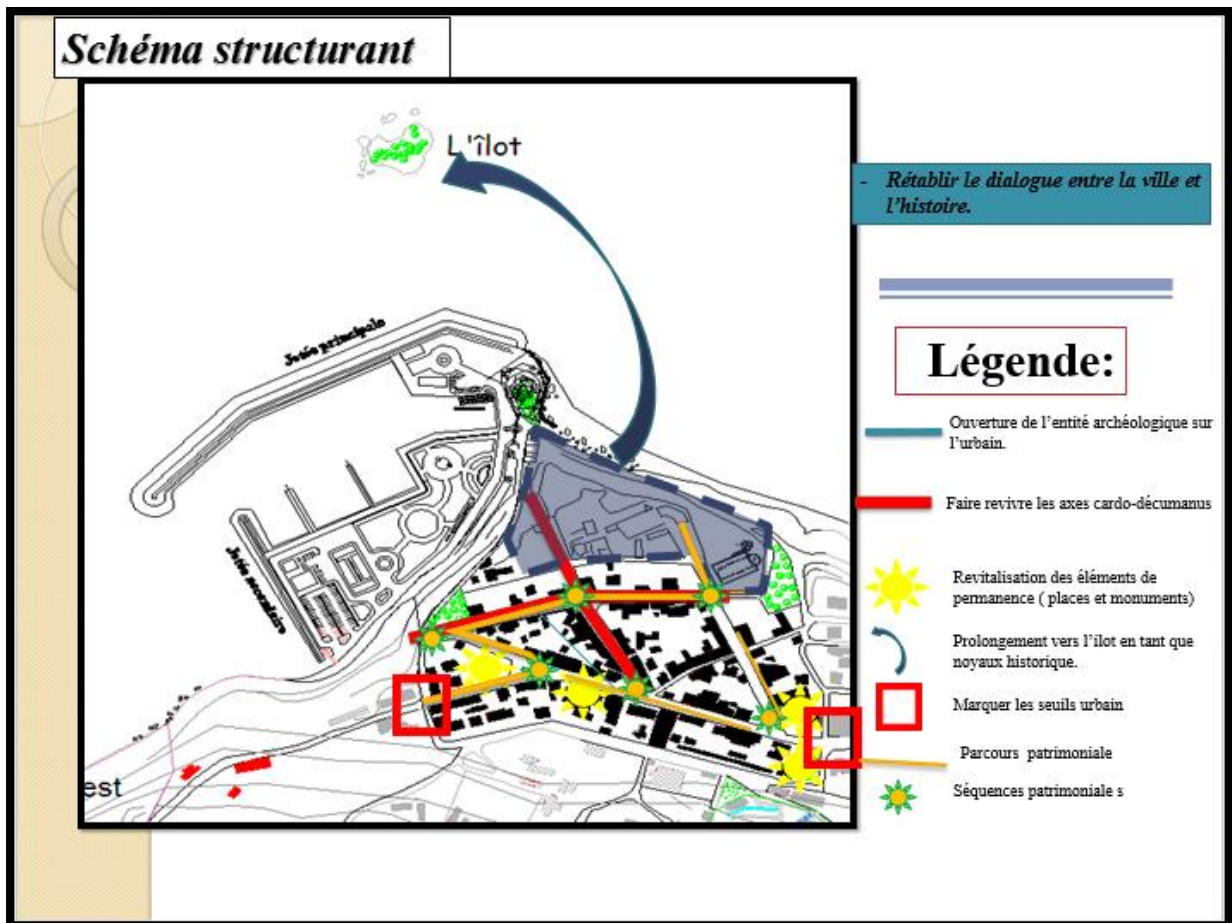 Schéma structurant
L'îlot
Jetée principale
Jetée secondaire
est
- Rétablir le dialogue entre la ville et
l'histoire.
Légende:
Ouverture de l'entité archéologique sur
l'urbain.
Faire revivre les axes cardo-décumanus
Revitalisation des éléments de
permanence ( places et monuments)
Prolongement vers l'ilot en tant que
noyaux historique.
Marquer les seuils urbain
Parcours patrimoniale
Séquences patrimoniale s